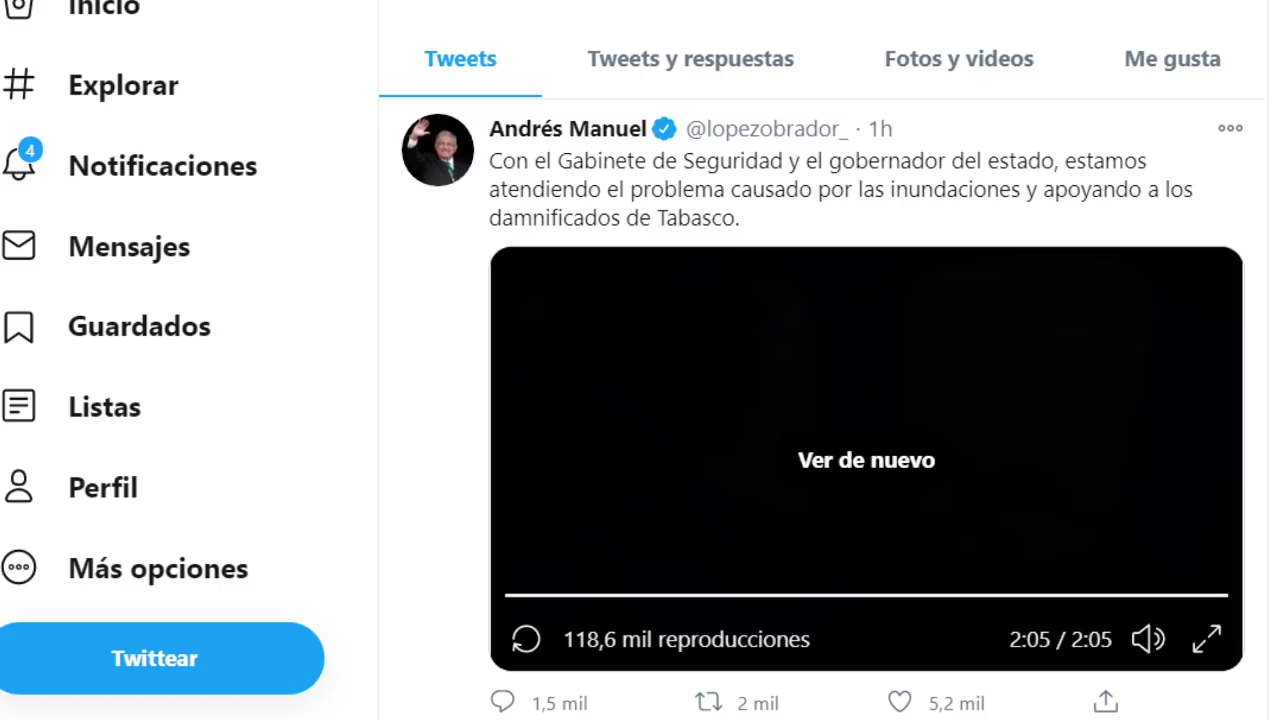 Inicio
Explorar
4
Notificaciones
Mensajes
Guardados
Listas
Perfil
Más opciones
Twittear
Tweets Tweets y respuestas Fotos y videos Me gusta
Andrés Manuel @lopezobrador_ · 1h
Con el Gabinete de Seguridad y el gobernador del estado, estamos
atendiendo el problema causado por las inundaciones y apoyando a los
damnificados de Tabasco.
Ver de nuevo
118,6 mil reproducciones 2:05 / 2:05
1,5 mil 2 mil 5,2 mil